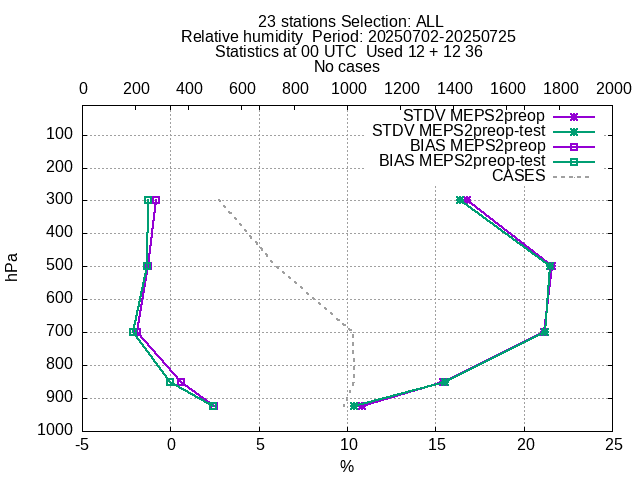 23 stations Selection: ALL
Relative humidity  Period: 20250702-20250725
Statistics at 00 UTC  Used 12 + 12 36
No cases
0 200 400 600 800 1000 1200 1400 1600 1800 2000
STDV MEPS2preop
STDV MEPS2preop-test
BIAS MEPS2preop
BIAS MEPS2preop-test
CASES
100
200
300
400
500
600
700
800
900
1000
hPa
-5 0 5 10 15 20 25
%